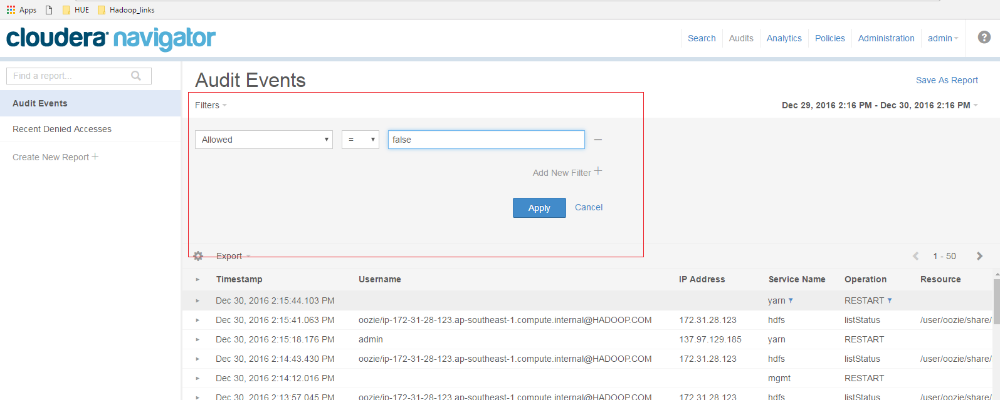 Apps HUE Hadoop_links
cloudera navigator
Search Audits Analytics Policies Administration admin ?
Find a report...
Audit Events
Recent Denied Accesses
Create New Report +
Audit Events
Save As Report
Filters
Dec 29, 2016 2:16 PM - Dec 30, 2016 2:16 PM
Allowed = false —
Add New Filter +
Apply Cancel
Export 1 - 50
Timestamp Username IP Address Service Name Operation Resource
Dec 30, 2016 2:15:44.103 PM yarn RESTART
Dec 30, 2016 2:15:41.063 PM oozie/ip-172-31-28-123.ap-southeast-1.compute.internal@HADOOP.COM 172.31.28.123 hdfs listStatus /user/oozie/share/
Dec 30, 2016 2:15:18.176 PM admin 137.97.129.185 yarn RESTART
Dec 30, 2016 2:14:43.430 PM oozie/ip-172-31-28-123.ap-southeast-1.compute.internal@HADOOP.COM 172.31.28.123 hdfs listStatus /user/oozie/share/
Dec 30, 2016 2:14:12.016 PM mgmt RESTART
Dec 30, 2016 2:13:57.045 PM oozie/ip-172-31-28-123.ap-southeast-1.compute.internal@HADOOP.COM 172.31.28.123 hdfs listStatus /user/oozie/share/